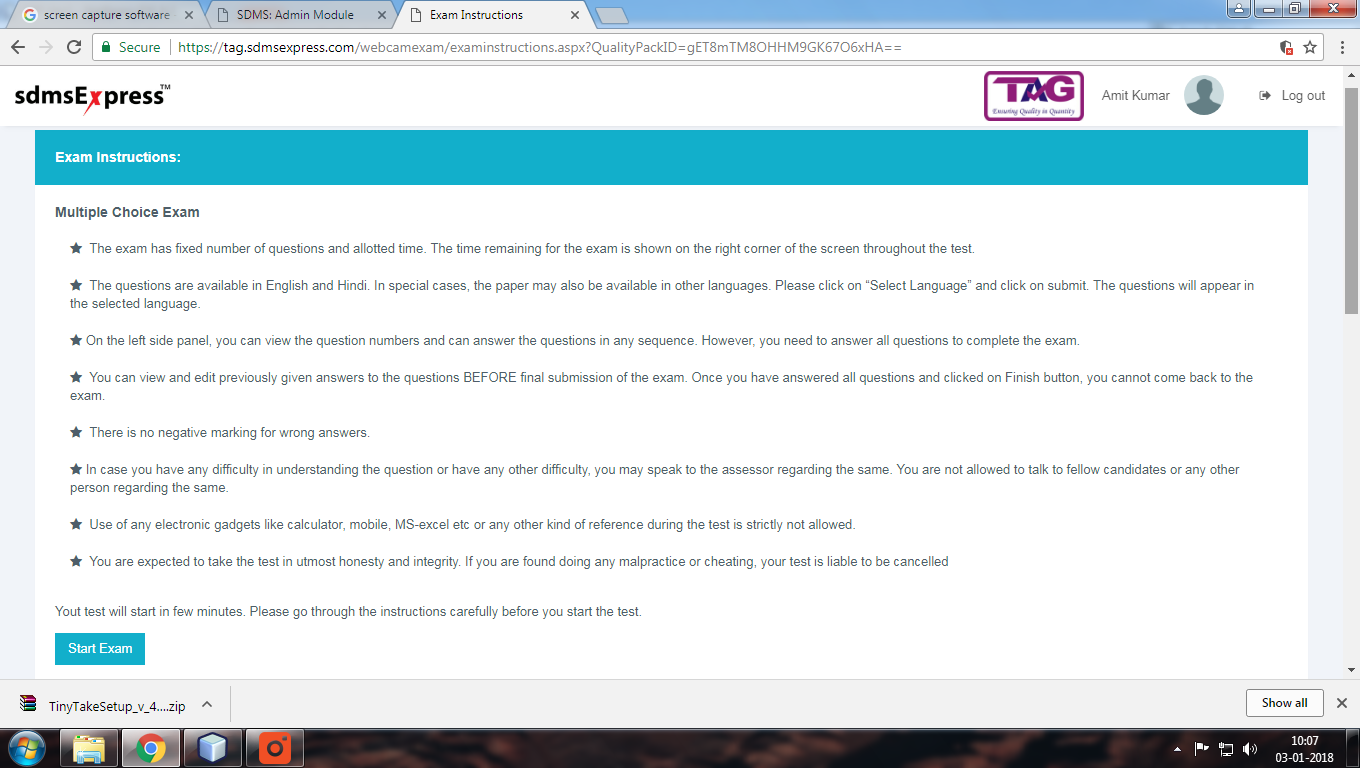 screen capture software
SDMS: Admin Module
Exam Instructions
Secure
https://tag.sdmsexpress.com/webcamexam/examinstructions.aspx?QualityPackID=gET8mTM8OHHM9GK67O6xHA==
sdmsExpress™
TAG
Ensuring Quality in Quantity
Amit Kumar
Log out
Exam Instructions:
Multiple Choice Exam
★ The exam has fixed number of questions and allotted time. The time remaining for the exam is shown on the right corner of the screen throughout the test.
★ The questions are available in English and Hindi. In special cases, the paper may also be available in other languages. Please click on “Select Language” and click on submit. The questions will appear in
the selected language.
★ On the left side panel, you can view the question numbers and can answer the questions in any sequence. However, you need to answer all questions to complete the exam.
★ You can view and edit previously given answers to the questions BEFORE final submission of the exam. Once you have answered all questions and clicked on Finish button, you cannot come back to the
exam.
★ There is no negative marking for wrong answers.
★ In case you have any difficulty in understanding the question or have any other difficulty, you may speak to the assessor regarding the same. You are not allowed to talk to fellow candidates or any other
person regarding the same.
★ Use of any electronic gadgets like calculator, mobile, MS-excel etc or any other kind of reference during the test is strictly not allowed.
★ You are expected to take the test in utmost honesty and integrity. If you are found doing any malpractice or cheating, your test is liable to be cancelled
Yout test will start in few minutes. Please go through the instructions carefully before you start the test.
Start Exam
TinyTakeSetup_v_4....zip
Show all
10:07
03-01-2018